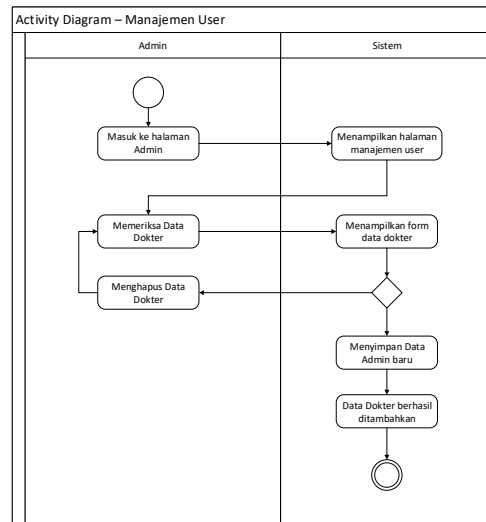 Activity Diagram – Manajemen User
Admin
Sistem
Masuk ke halaman
Admin
Menampilkan halaman
manajemen user
Memeriksa Data
Dokter
Menampilkan form
data dokter
Menghapus Data
Dokter
Menyimpan Data
Admin baru
Data Dokter berhasil
ditambahkan